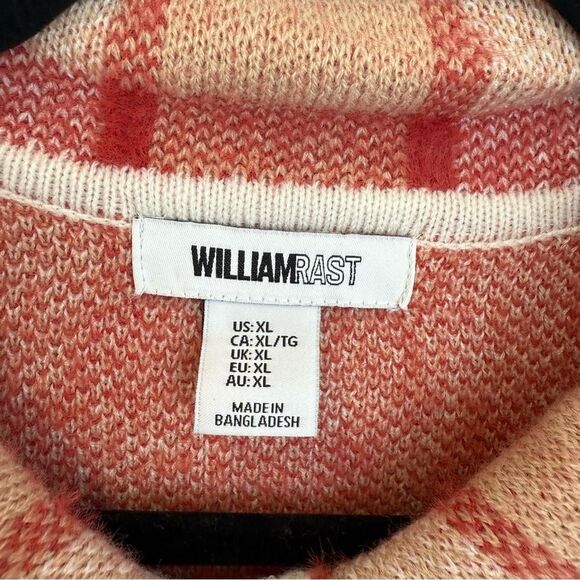 WILLIAMRAST
US: XL
CA: XL/TG
UK: XL
EU: XL
AU: XL
MADE IN
BANGLADESH